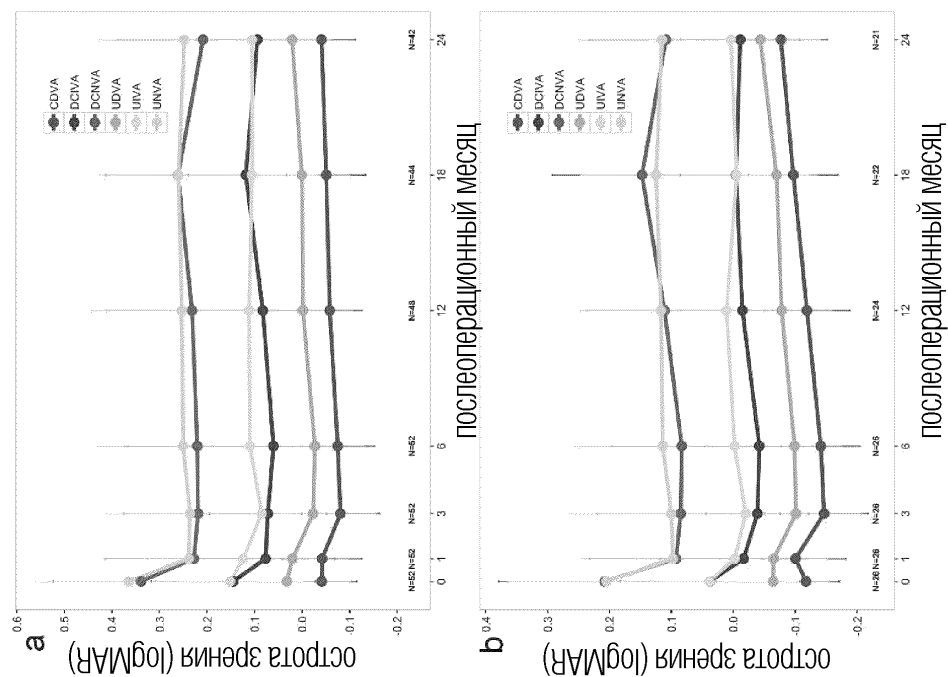 a
0.6
0.5
0.4
0.3
0.2
0.1
0.0
-0.1
-0.2
острота зрения (logMAR)
CDVA
DCIVA
DCNVA
UDVA
UIVA
UNVA
N=52 N=52 N=52 N=52 N=48 N=44 N=42
0 1 3 6 12 18 24
послеоперационный месяц
b
0.4
0.3
0.2
0.1
0.0
-0.1
-0.2
острота зрения (logMAR)
CDVA
DCIVA
DCNVA
UDVA
UIVA
UNVA
N=26 N=26 N=26 N=26 N=24 N=22 N=21
0 1 3 6 12 18 24
послеоперационный месяц